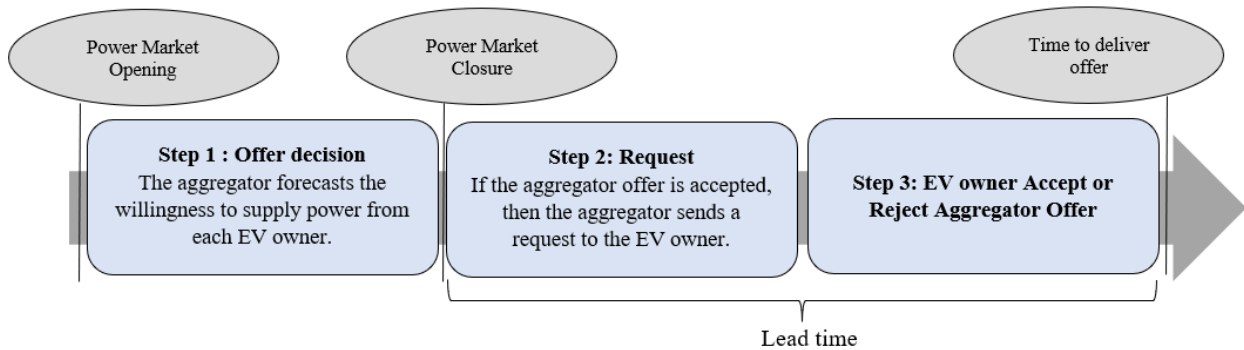 Power Market
Opening
Power Market
Closure
Time to deliver
offer
Step 1 : Offer decision
The aggregator forecasts the
willingness to supply power from
each EV owner.
Step 2: Request
If the aggregator offer is accepted,
then the aggregator sends a
request to the EV owner.
Step 3: EV owner Accept or
Reject Aggregator Offer
Lead time